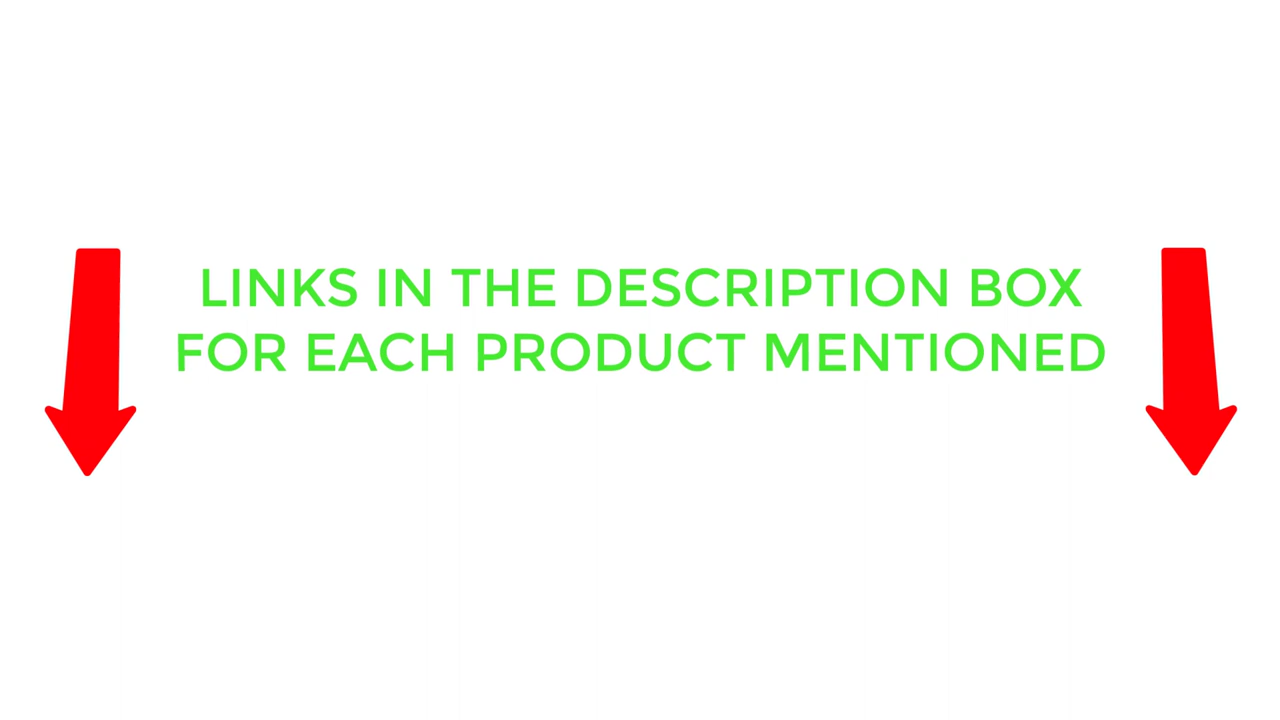 LINKS IN THE DESCRIPTION BOX
FOR EACH PRODUCT MENTIONED